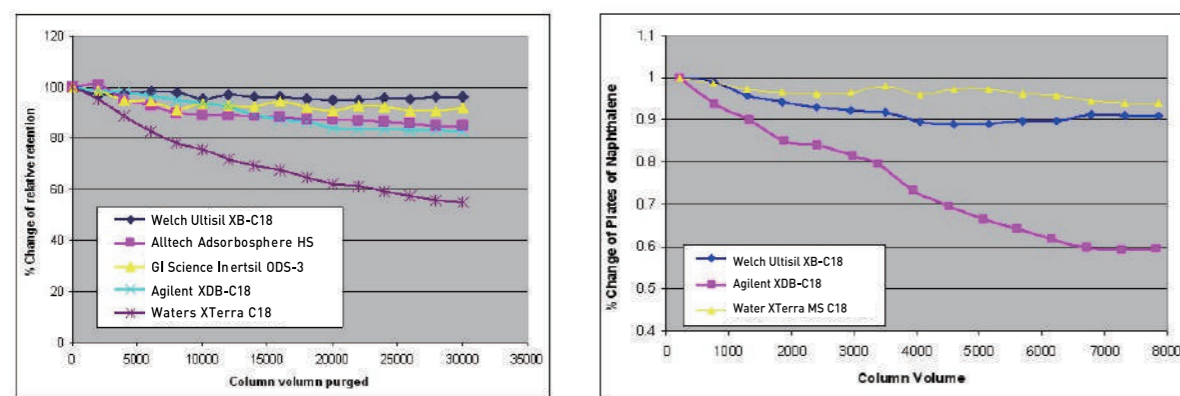 % Change of relative retention
120
100
80
60
40
20
0
Welch Ultisil XB-C18
Alltech Adsorbosphere HS
GI Science Inertsil ODS-3
Agilent XDB-C18
Waters XTerra C18
0 5000 10000 15000 20000 25000 30000 35000
Column volumn purged
% Change of Plates of Naphthalene
1.1
1
0.9
0.8
0.7
0.6
0.5
0.4
Welch Ultisil XB-C18
Agilent XDB-C18
Water XTerra MS C18
0 1000 2000 3000 4000 5000 6000 7000 8000
Column Volume